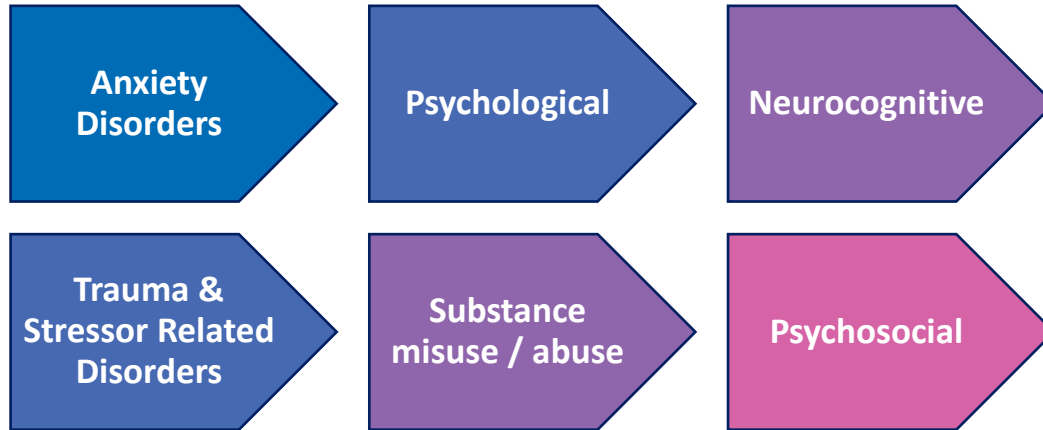 Anxiety
Disorders
Psychological
Neurocognitive
Trauma &
Stressor Related
Disorders
Substance
misuse / abuse
Psychosocial